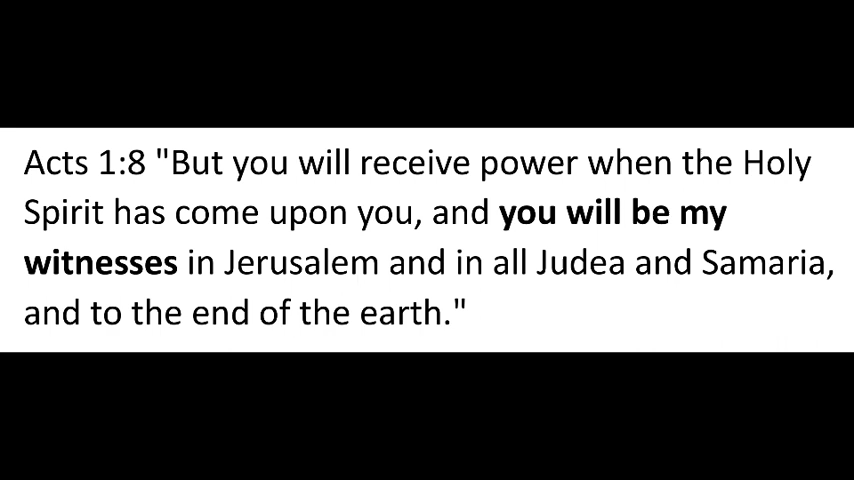 Acts 1:8 "But you will receive power when the Holy
Spirit has come upon you, and you will be my
witnesses in Jerusalem and in all Judea and Samaria,
and to the end of the earth."